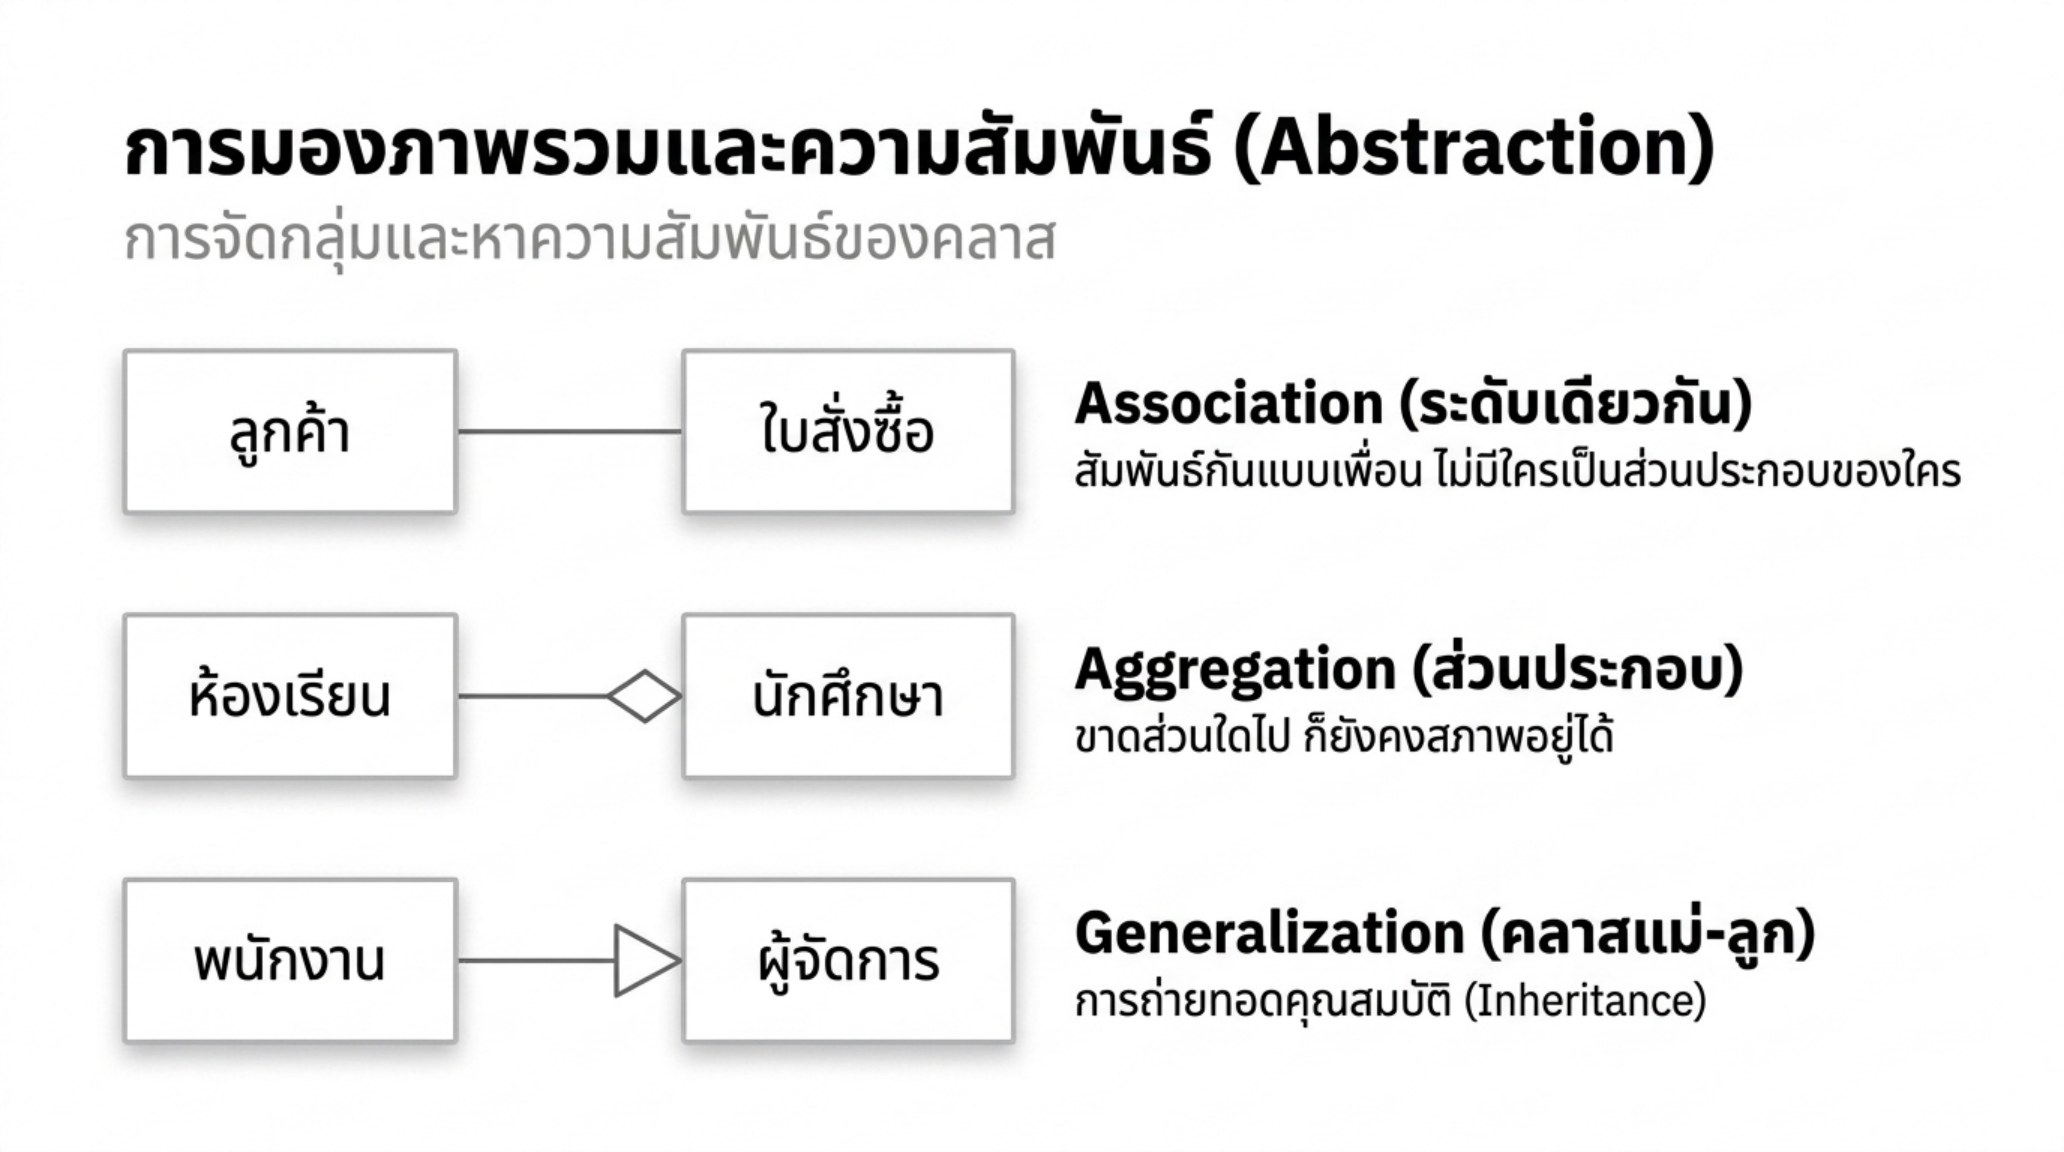 การมองภาพรวมและความสัมพันธ์ (Abstraction)
การจัดกลุ่มและหาความสัมพันธ์ของคลาส
ลูกค้า
ใบสั่งซื้อ
Association (ระดับเดียวกัน)
สัมพันธ์กันแบบเพื่อน ไม่มีใครเป็นส่วนประกอบของใคร
ห้องเรียน
นักศึกษา
Aggregation (ส่วนประกอบ)
ขาดส่วนใดไป ก็ยังคงสภาพอยู่ได้
พนักงาน
ผู้จัดการ
Generalization (คลาสแม่-ลูก)
การถ่ายทอดคุณสมบัติ (Inheritance)